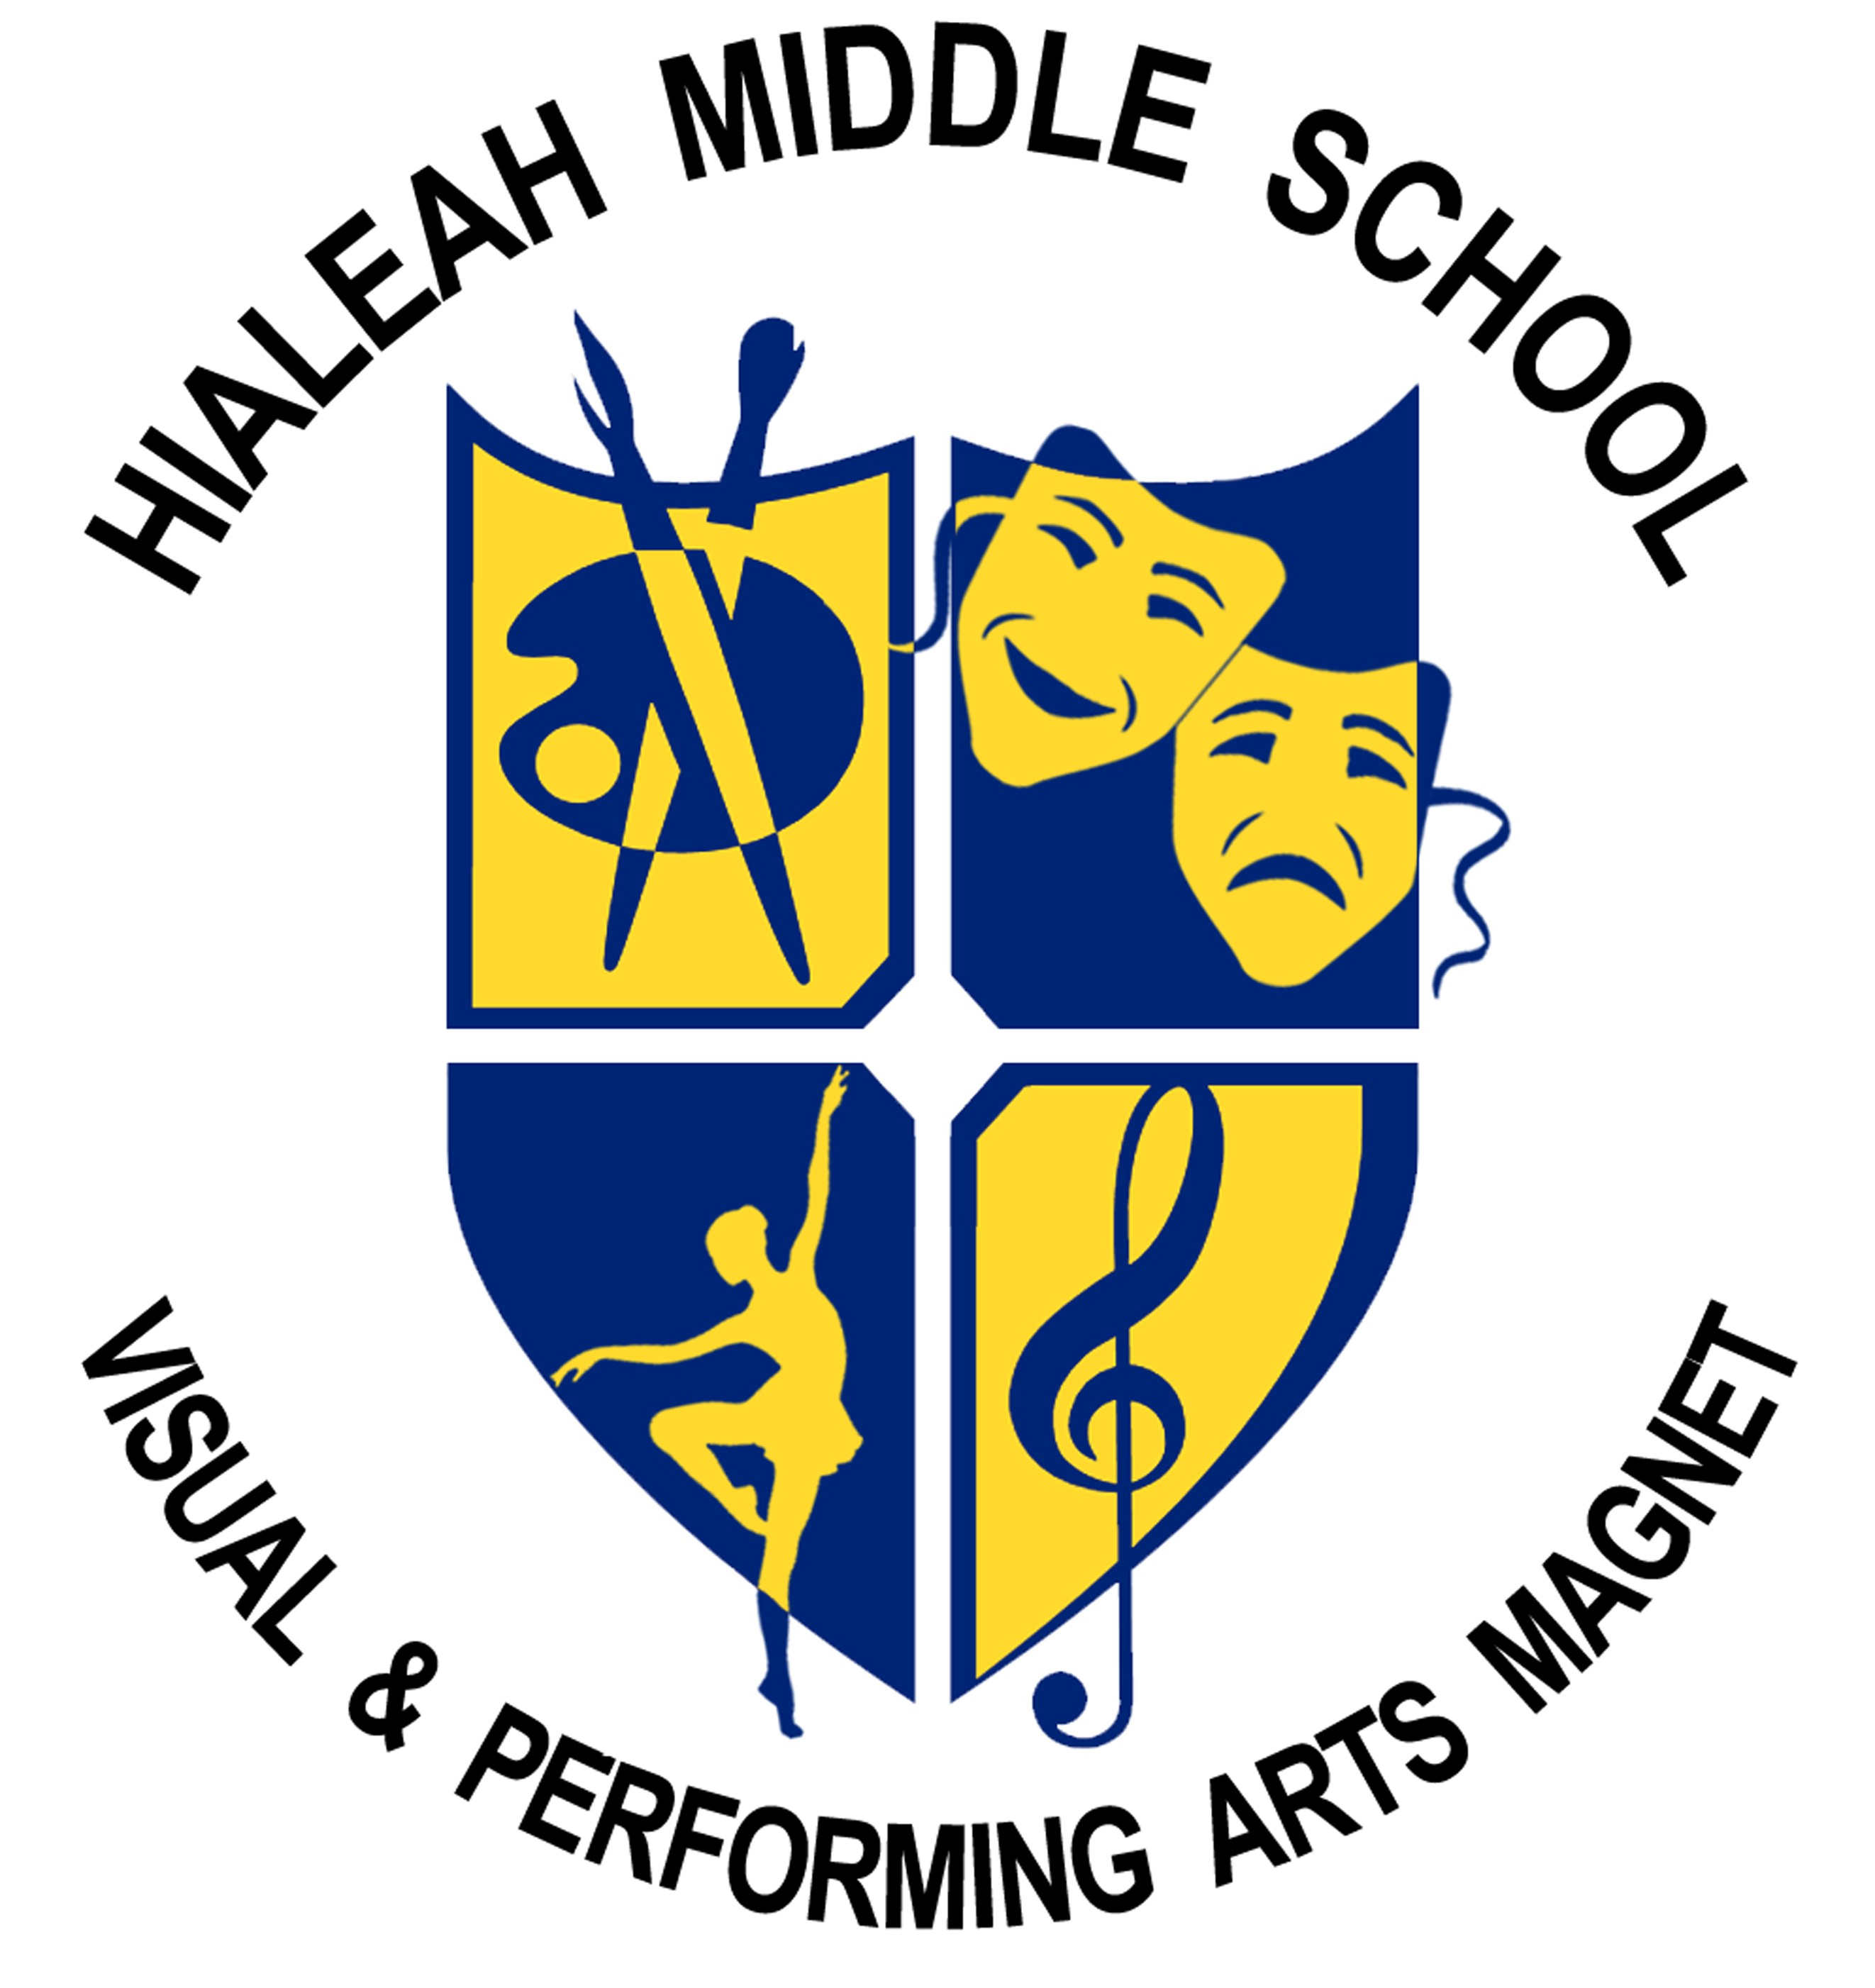 HIALEAH MIDDLE SCHOOL
VISUAL & PERFORMING ARTS MAGNET